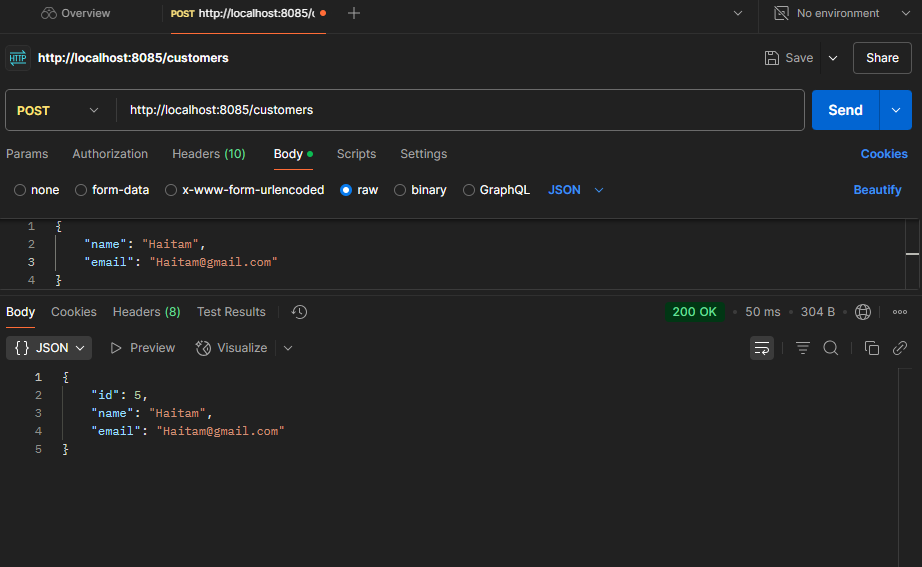 Overview
POST http://localhost:8085/c
No environment
HTTP http://localhost:8085/customers
Save
Share
POST http://localhost:8085/customers
Send
Params Authorization Headers (10) Body Scripts Settings Cookies
none form-data x-www-form-urlencoded raw binary GraphQL JSON Beautify
1 {
2 "name": "Haitam",
3 "email": "Haitam@gmail.com"
4 }
Body Cookies Headers (8) Test Results 200 OK 50 ms 304 B
{} JSON Preview Visualize
1 {
2 "id": 5,
3 "name": "Haitam",
4 "email": "Haitam@gmail.com"
5 }